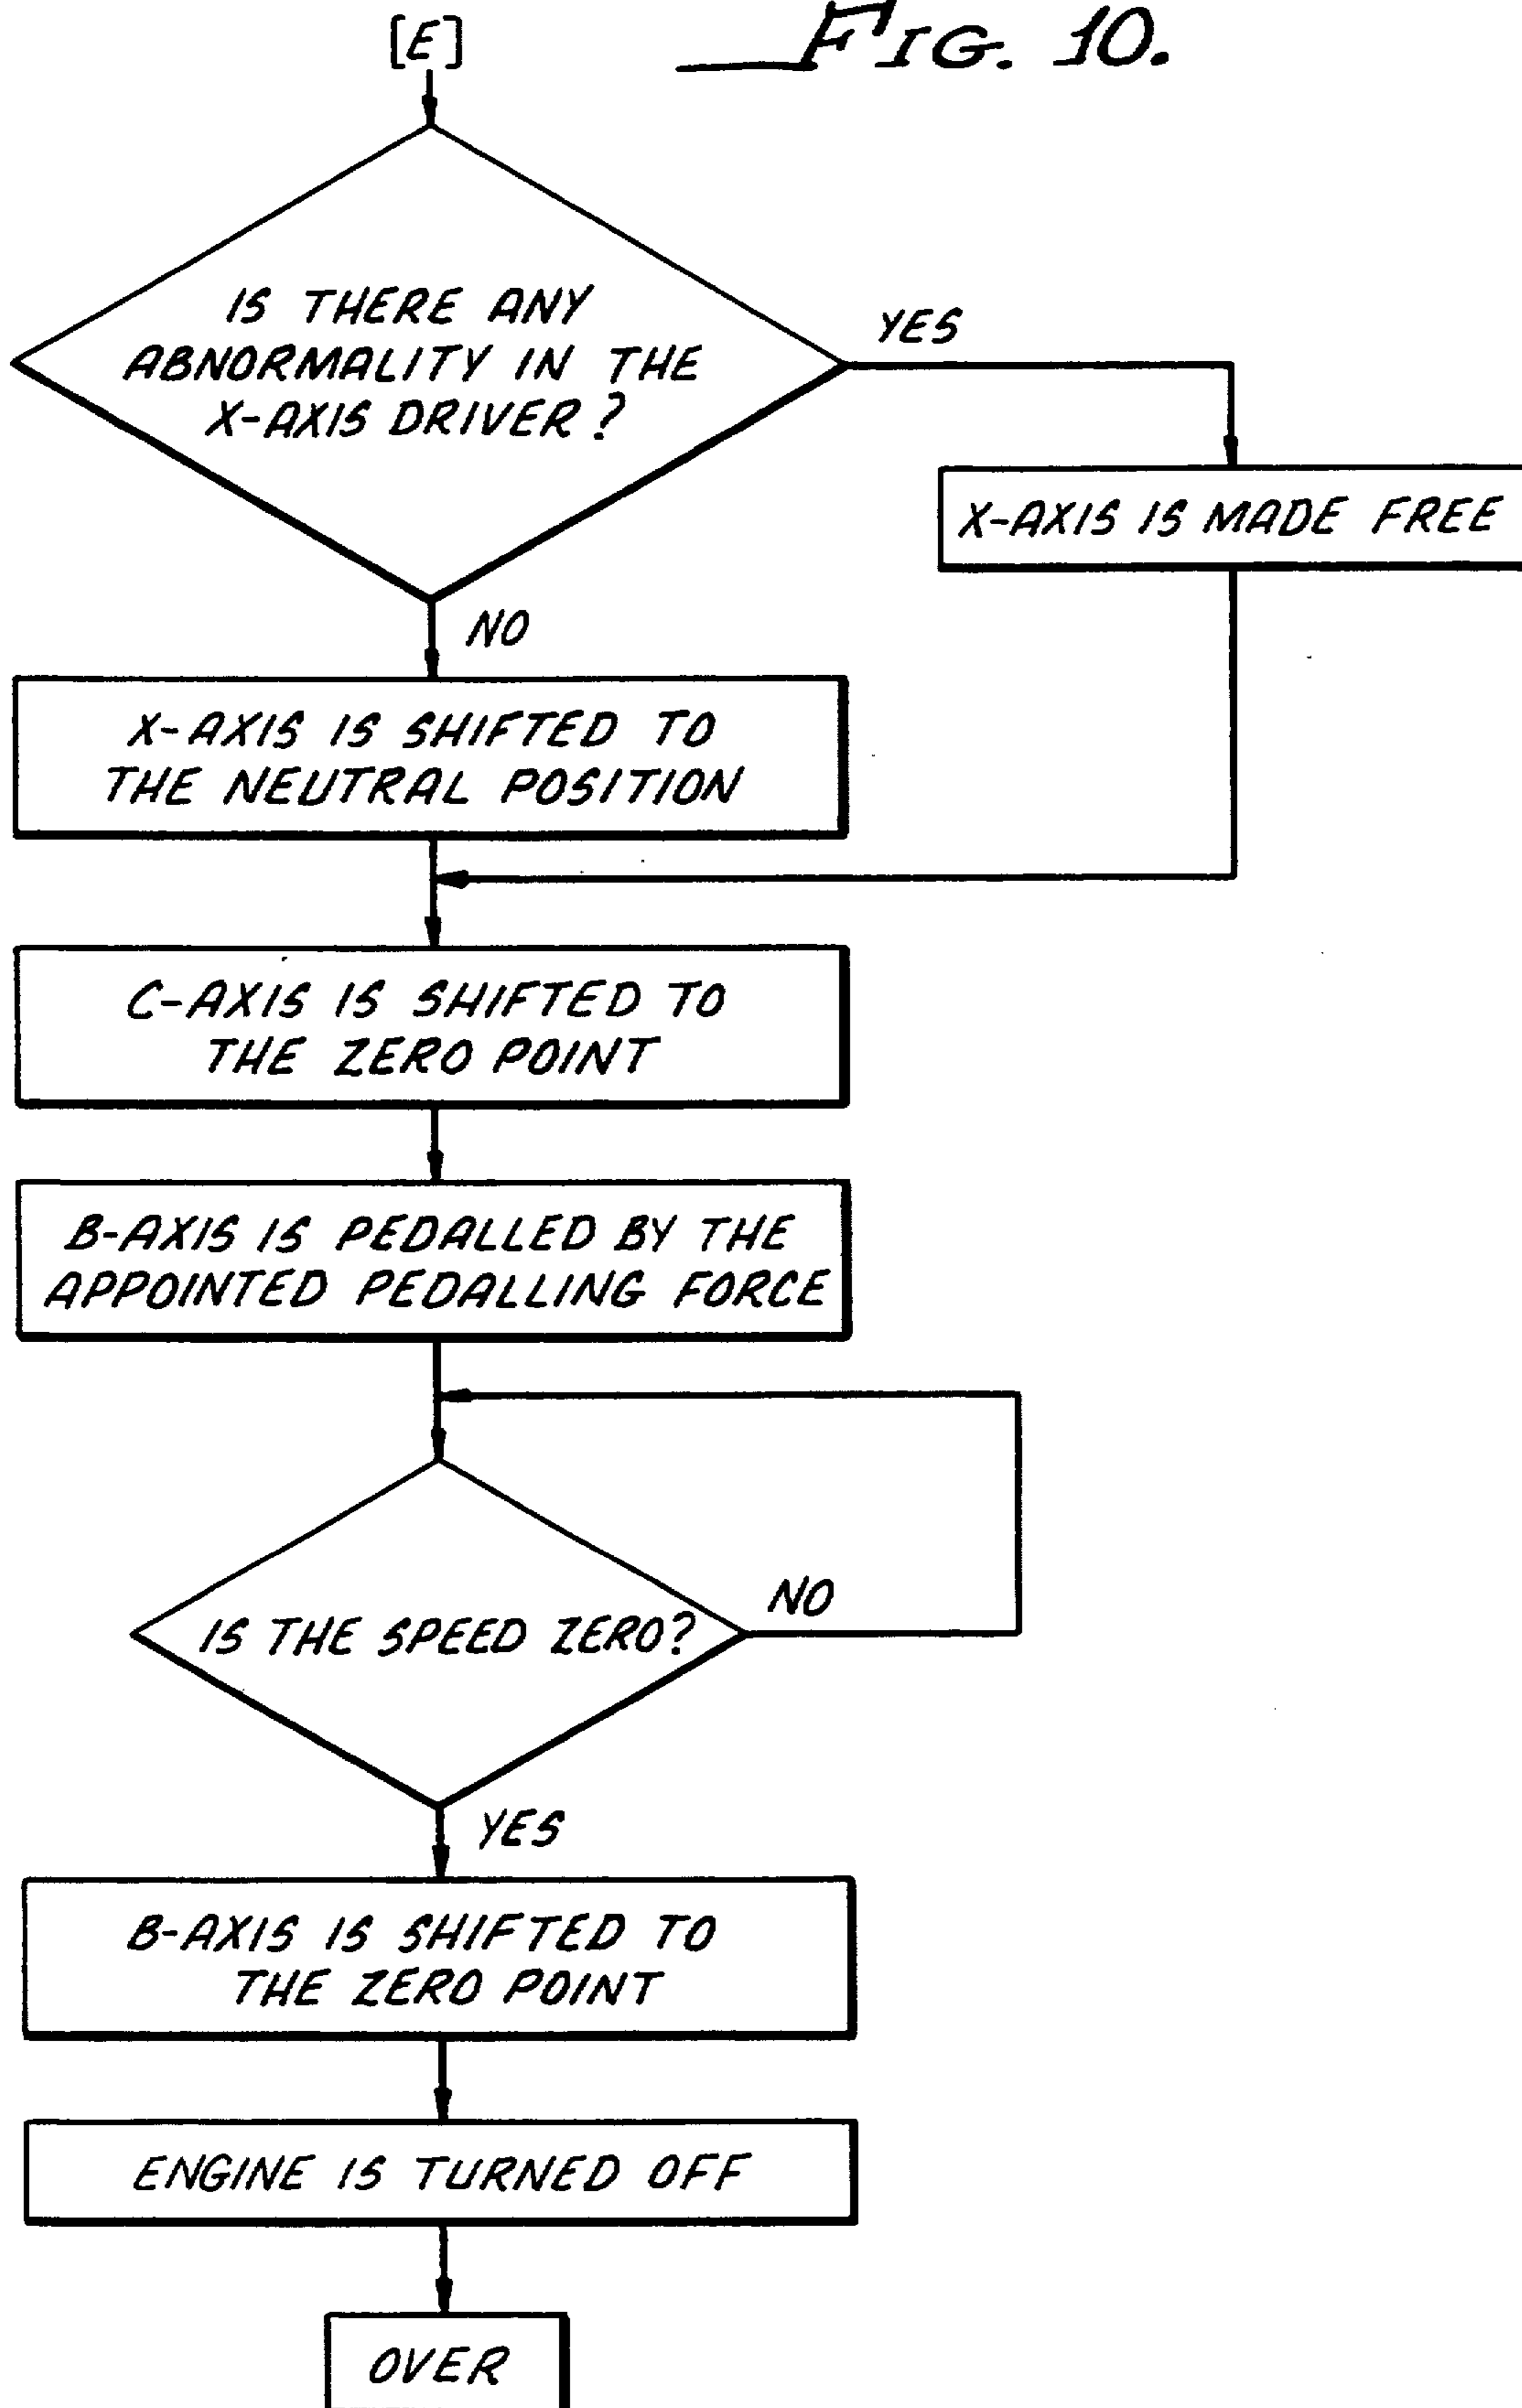 [E]
FIG. 10.
IS THERE ANY
ABNORMALITY IN THE
X-AXIS DRIVER?
YES
X-AXIS IS MADE FREE
NO
X-AXIS IS SHIFTED TO
THE NEUTRAL POSITION
C-AXIS IS SHIFTED TO
THE ZERO POINT
B-AXIS IS PEDALLED BY THE
APPOINTED PEDALLING FORCE
IS THE SPEED ZERO?
NO
YES
B-AXIS IS SHIFTED TO
THE ZERO POINT
ENGINE IS TURNED OFF
OVER